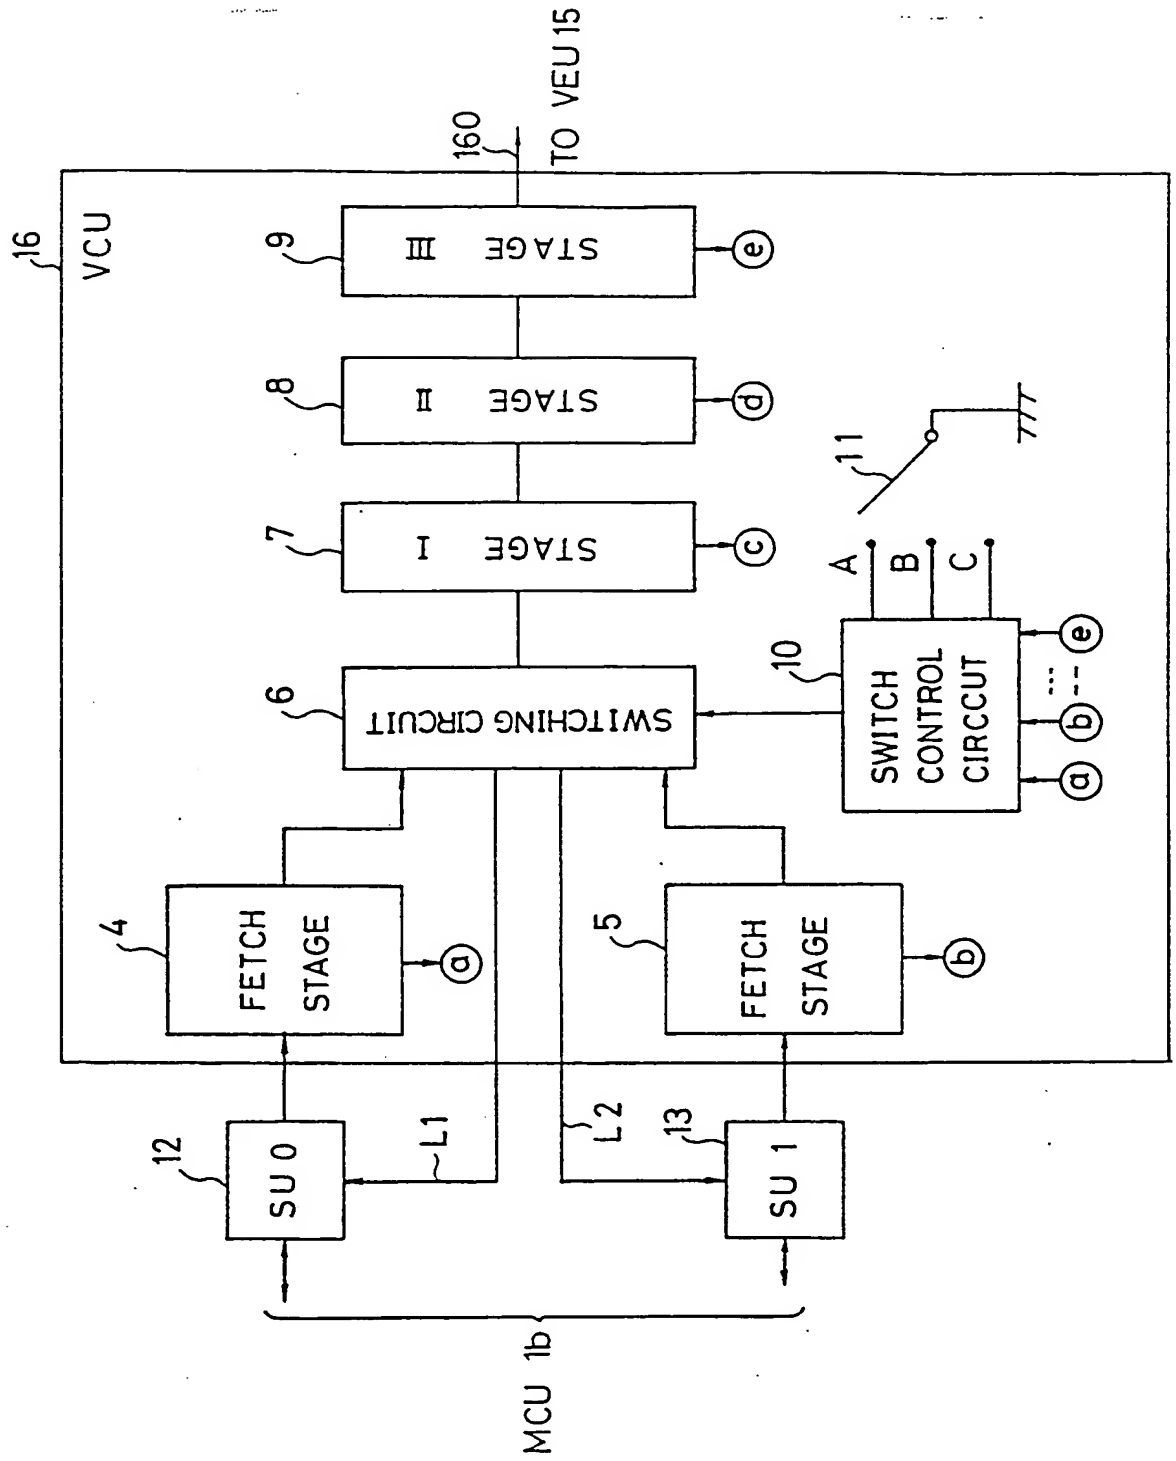 16
VCU
4
FETCH
STAGE
a
6
SWITCHING CIRCUIT
7
STAGE I
c
8
STAGE II
d
9
STAGE III
e
160
TO VEU 15
12
SU 0
L1
L2
13
SU 1
MCU 1b
5
FETCH
STAGE
b
10
SWITCH
CONTROL
CIRCCUT
a
b
---
---
e
A
B
C
11